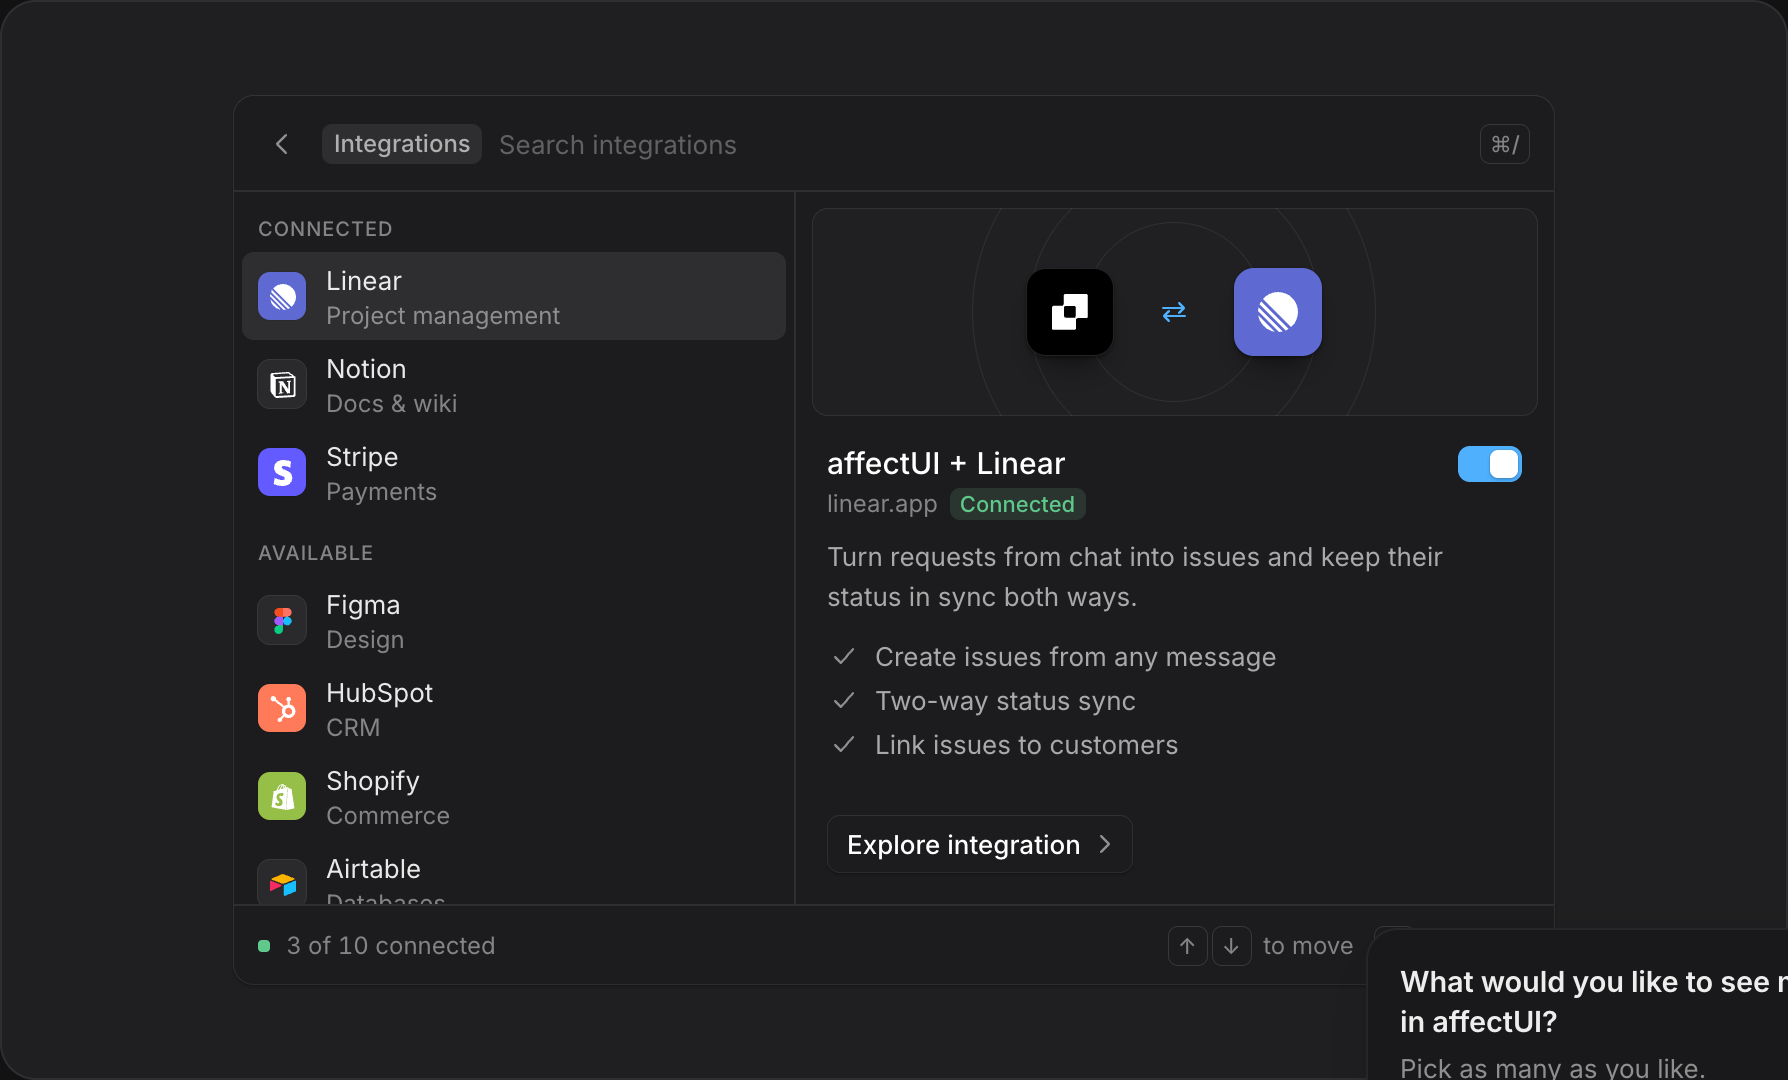 Integrations
Search integrations
⌘/
CONNECTED
Linear
Project management
Notion
Docs & wiki
Stripe
Payments
AVAILABLE
Figma
Design
HubSpot
CRM
Shopify
Commerce
Airtable
Databases
affectUI + Linear
linear.app Connected
Turn requests from chat into issues and keep their
status in sync both ways.
Create issues from any message
Two-way status sync
Link issues to customers
Explore integration
3 of 10 connected
↑ ↓ to move
What would you like to see
in affectUI?
Pick as many as you like.